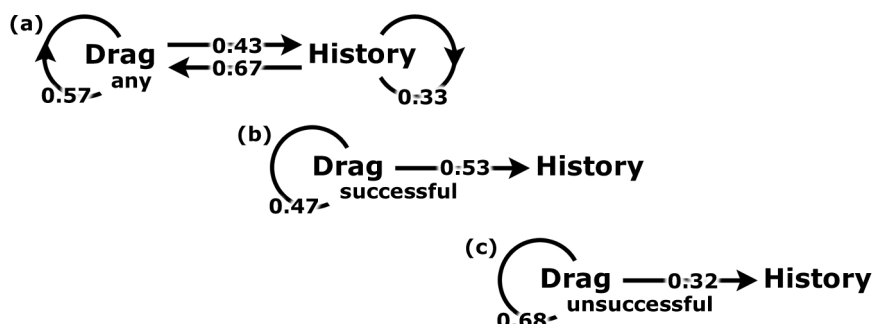 (a)
Drag 0.43 History
any 0.67
0.57 0.33
(b)
Drag 0.53 History
successful
0.47
(c)
Drag 0.32 History
unsuccessful
0.68